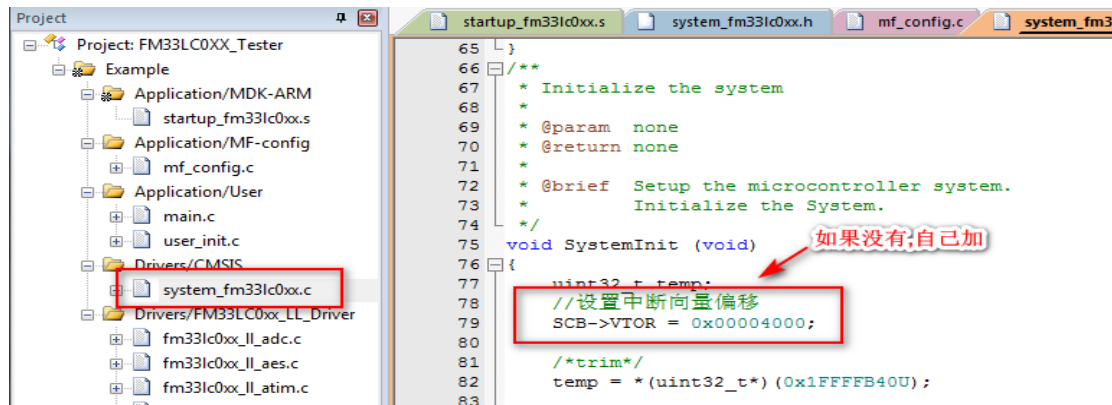 Project
Project: FM33LC0XX_Tester
Example
Application/MDK-ARM
startup_fm33lc0xx.s
Application/MF-config
mf_config.c
Application/User
main.c
user_init.c
Drivers/CMSIS
system_fm33lc0xx.c
Drivers/FM33LC0xx_LL_Driver
fm33lc0xx_ll_adc.c
fm33lc0xx_ll_aes.c
fm33lc0xx_ll_atim.c
startup_fm33lc0xx.s
system_fm33lc0xx.h
mf_config.c
system_fm3
65 }
66 /**
67 * Initialize the system
68 *
69 * @param none
70 * @return none
71 *
72 * @brief Setup the microcontroller system.
73 * Initialize the System.
74 */
75 void SystemInit (void)
如果没有;自己加
76 {
77 uint32_t temp;
78 //设置中断向量偏移
79 SCB->VTOR = 0x00004000;
80
81 /*trim*/
82 temp = *(uint32_t*)(0x1FFFFB40U);
83